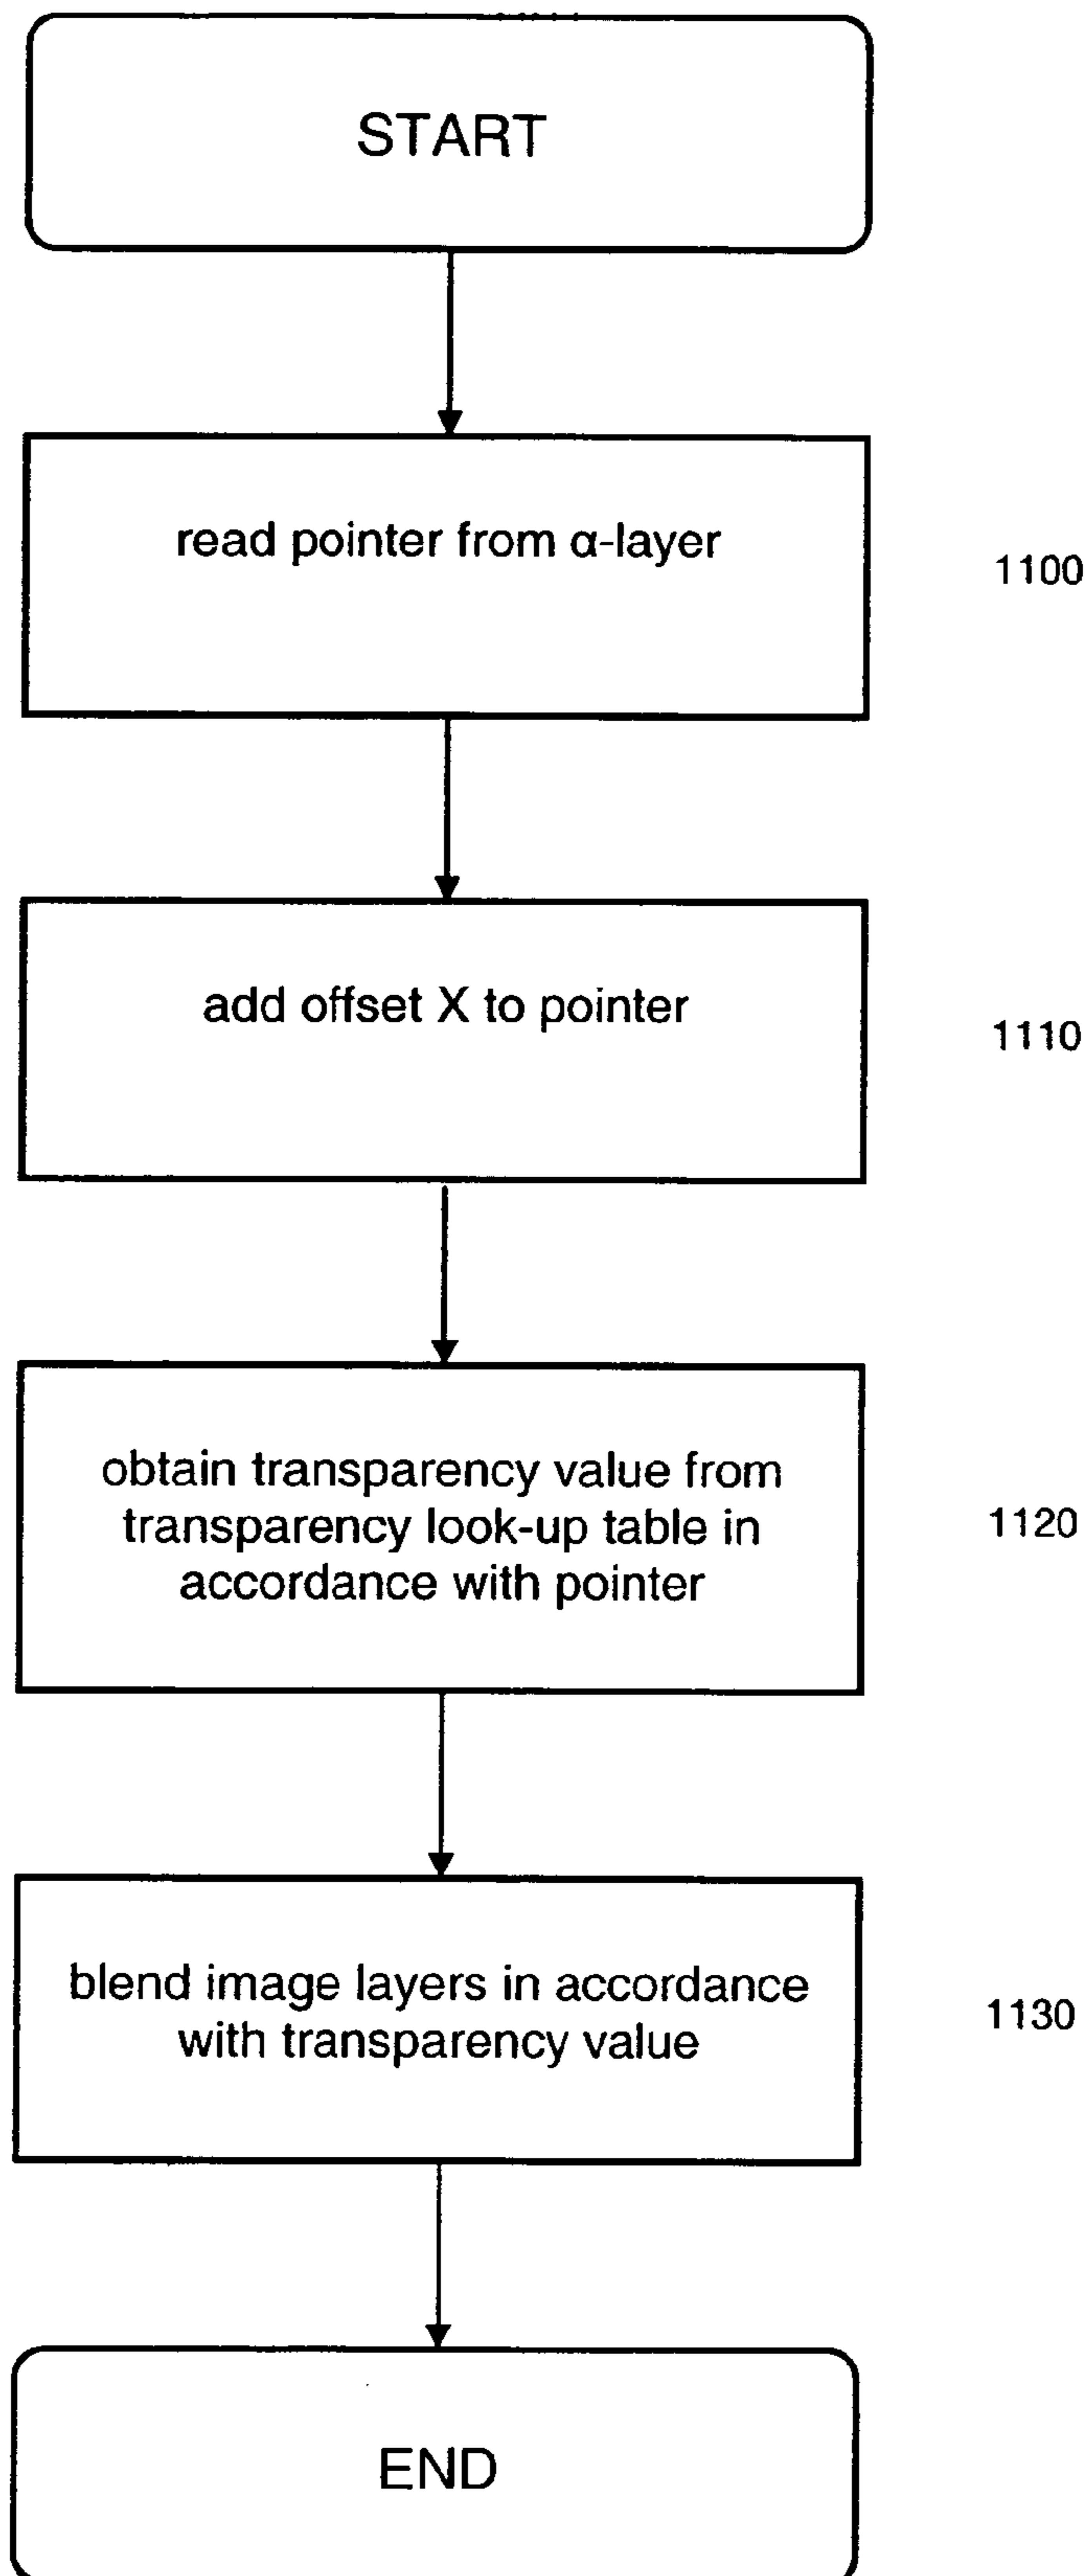 START
read pointer from α-layer
1100
add offset X to pointer
1110
obtain transparency value from
transparency look-up table in
accordance with pointer
1120
blend image layers in accordance
with transparency value
1130
END